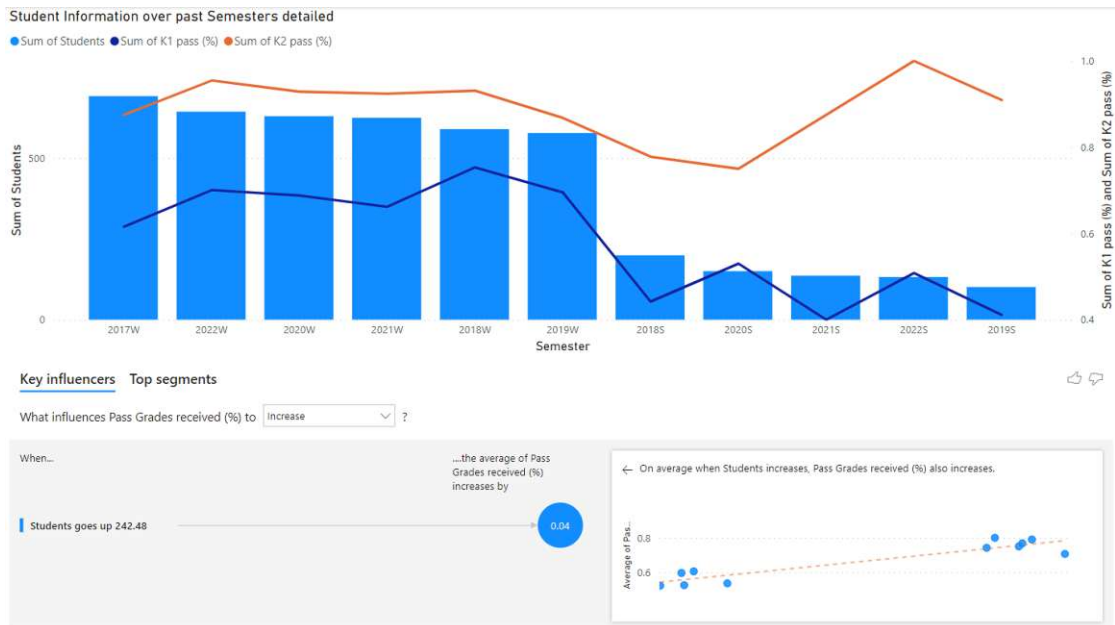 Student Information over past Semesters detailed
Sum of Students Sum of K1 pass (%) Sum of K2 pass (%)
Sum of Students
500
0
1.0
0.8
0.6
0.4
Sum of K1 pass (%) and Sum of K2 pass (%)
2017W 2022W 2020W 2021W 2018W 2019W 2018S 2020S 2021S 2022S 2019S
Semester
Key influencers Top segments
What influences Pass Grades received (%) to Increase ?
When...
....the average of Pass
Grades received (%)
increases by
Students goes up 242.48
0.04
On average when Students increases, Pass Grades received (%) also increases.
Average of Pas...
0.8
0.6